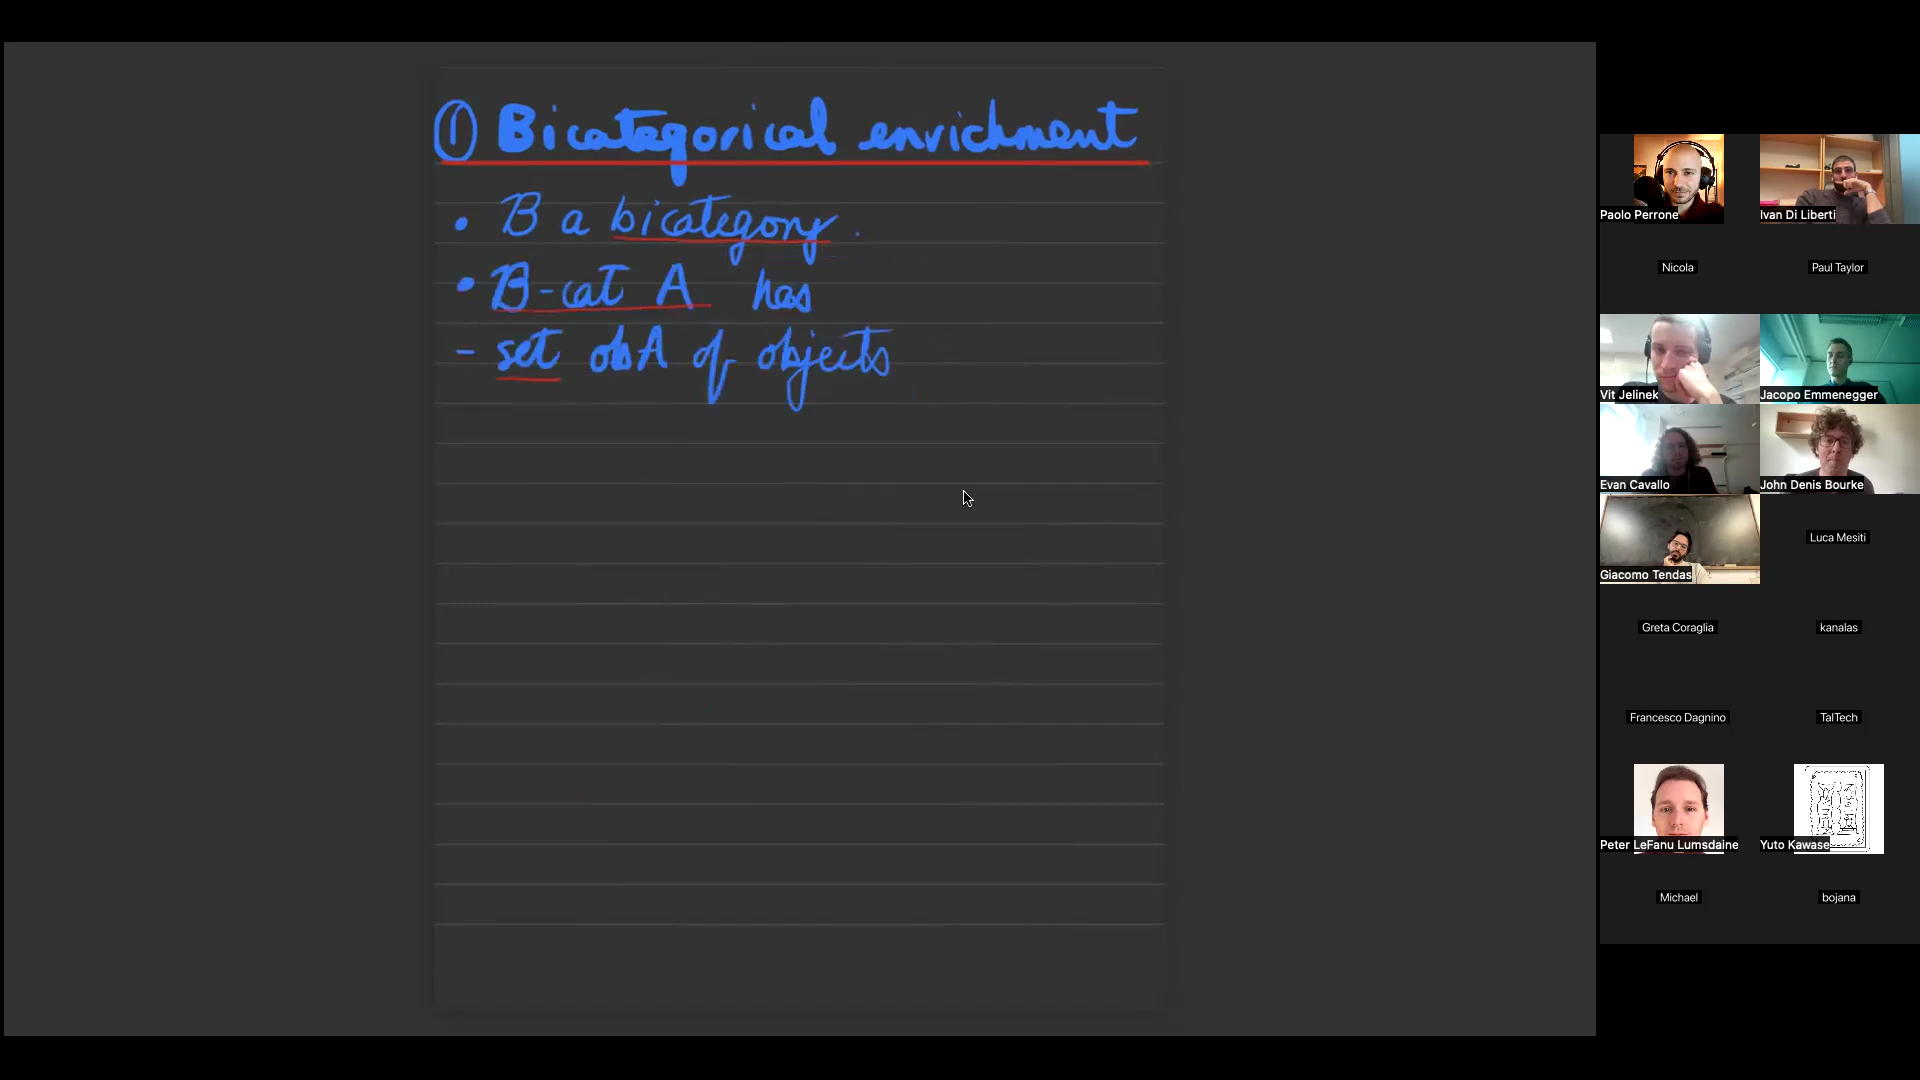 ① Bicategorical enrichment
• B a bicategory.
• B-cat A has
- set obA of objects
Paolo Perrone
Ivan Di Liberti
Nicola
Paul Taylor
Vit Jelinek
Jacopo Emmenegger
Evan Cavallo
John Denis Bourke
Giacomo Tendas
Luca Mesiti
Greta Coraglia
kanalas
Francesco Dagnino
TalTech
Peter LeFanu Lumsdaine
Yuto Kawase
Michael
bojana